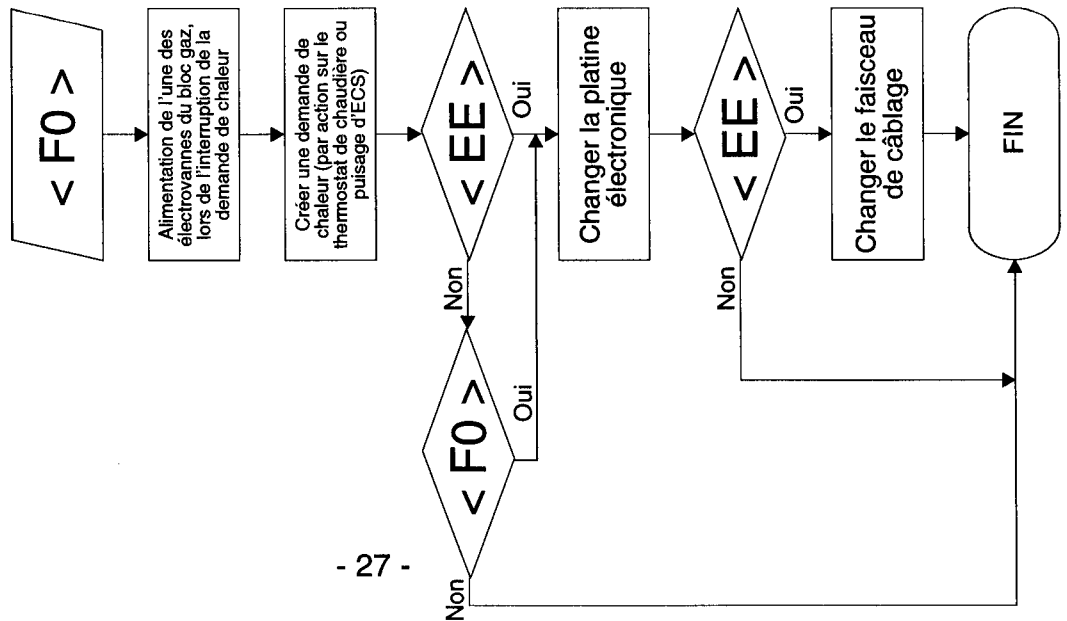 < F0 >
Alimentation de l'une des
électrovannes du bloc gaz,
lors de l'interruption de la
demande de chaleur
Créer une demande de
chaleur (par action sur le
thermostat de chaudière ou
puisage d'ECS)
< EE >
Oui
Non
< F0 >
Oui
Non
Changer la platine
électronique
< EE >
Oui
Non
Changer le faisceau
de câblage
FIN
- 27 -